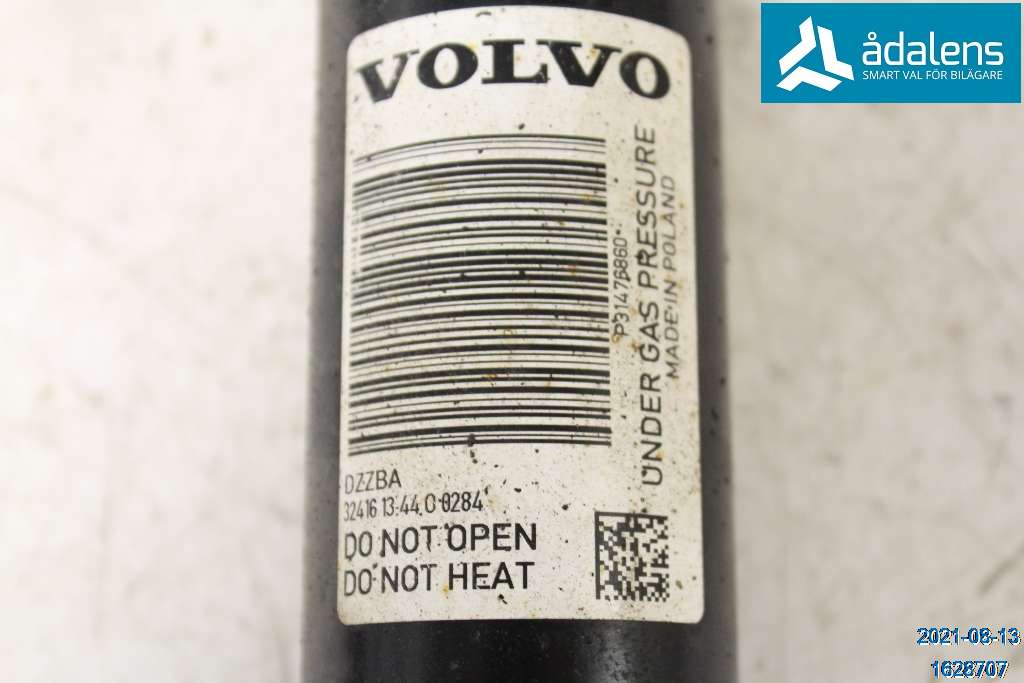 VOLVO
P31476860
UNDER GAS PRESSURE
MADE IN POLAND
DZZBA
32416 13:44 C 0284
DO NOT OPEN
DO NOT HEAT
ådalens
SMART VAL FÖR BILÄGARE
2021-08-13
1628707